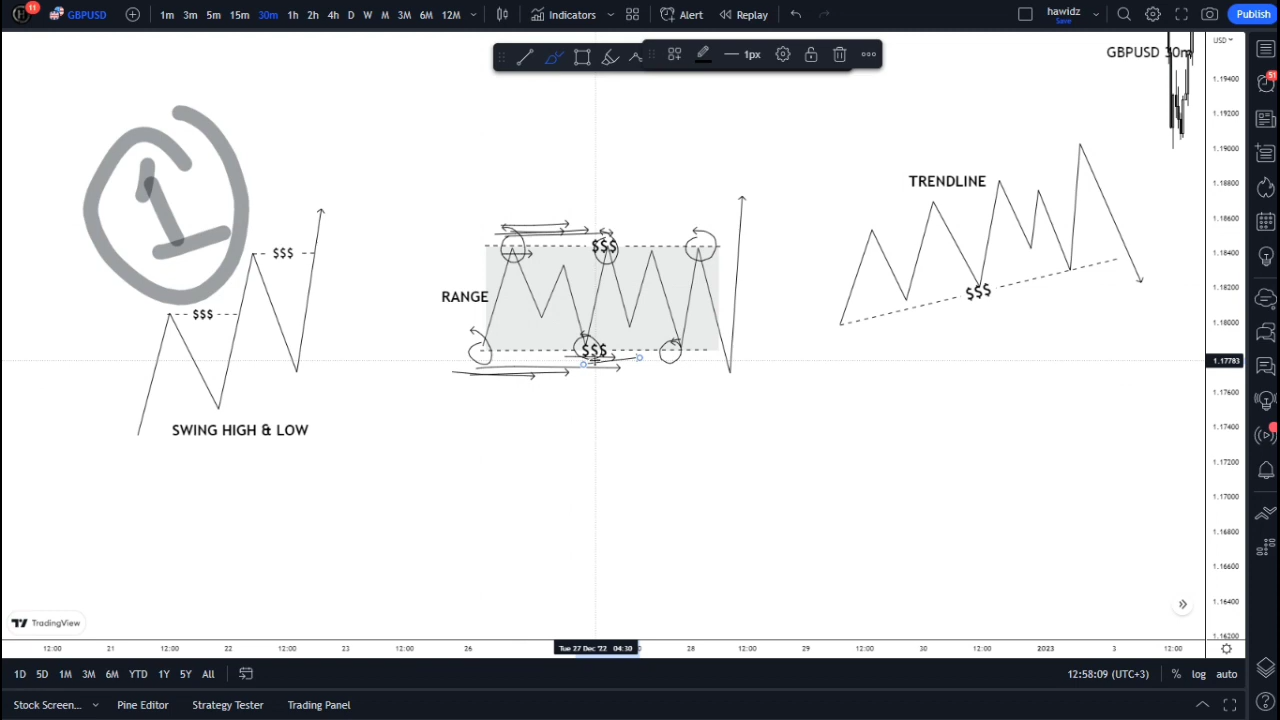 11
GBPUSD
1m 3m 5m 15m 30m 1h 2h 4h D W M 3M 6M 12M
Indicators
Alert
Replay
hawidz
Save
Publish
1px
GBPUSD 30m
USD
51
1.19400
1.19200
1.19000
1.18800
1.18600
1.18400
1.18200
1.18000
1.17783
1.17600
1.17400
1.17200
1.17000
1.16800
1.16600
1.16400
1.16200
1
$$$
$$$
SWING HIGH & LOW
RANGE
$$$
$$$
TRENDLINE
$$$
TradingView
12:00 21 12:00 22 12:00 23 12:00 26 Tue 27 Dec '22 04:30 28 12:00 29 12:00 30 12:00 2023 3 12:00
1D 5D 1M 3M 6M YTD 1Y 5Y All
12:58:09 (UTC+3) % log auto
Stock Screen... Pine Editor Strategy Tester Trading Panel